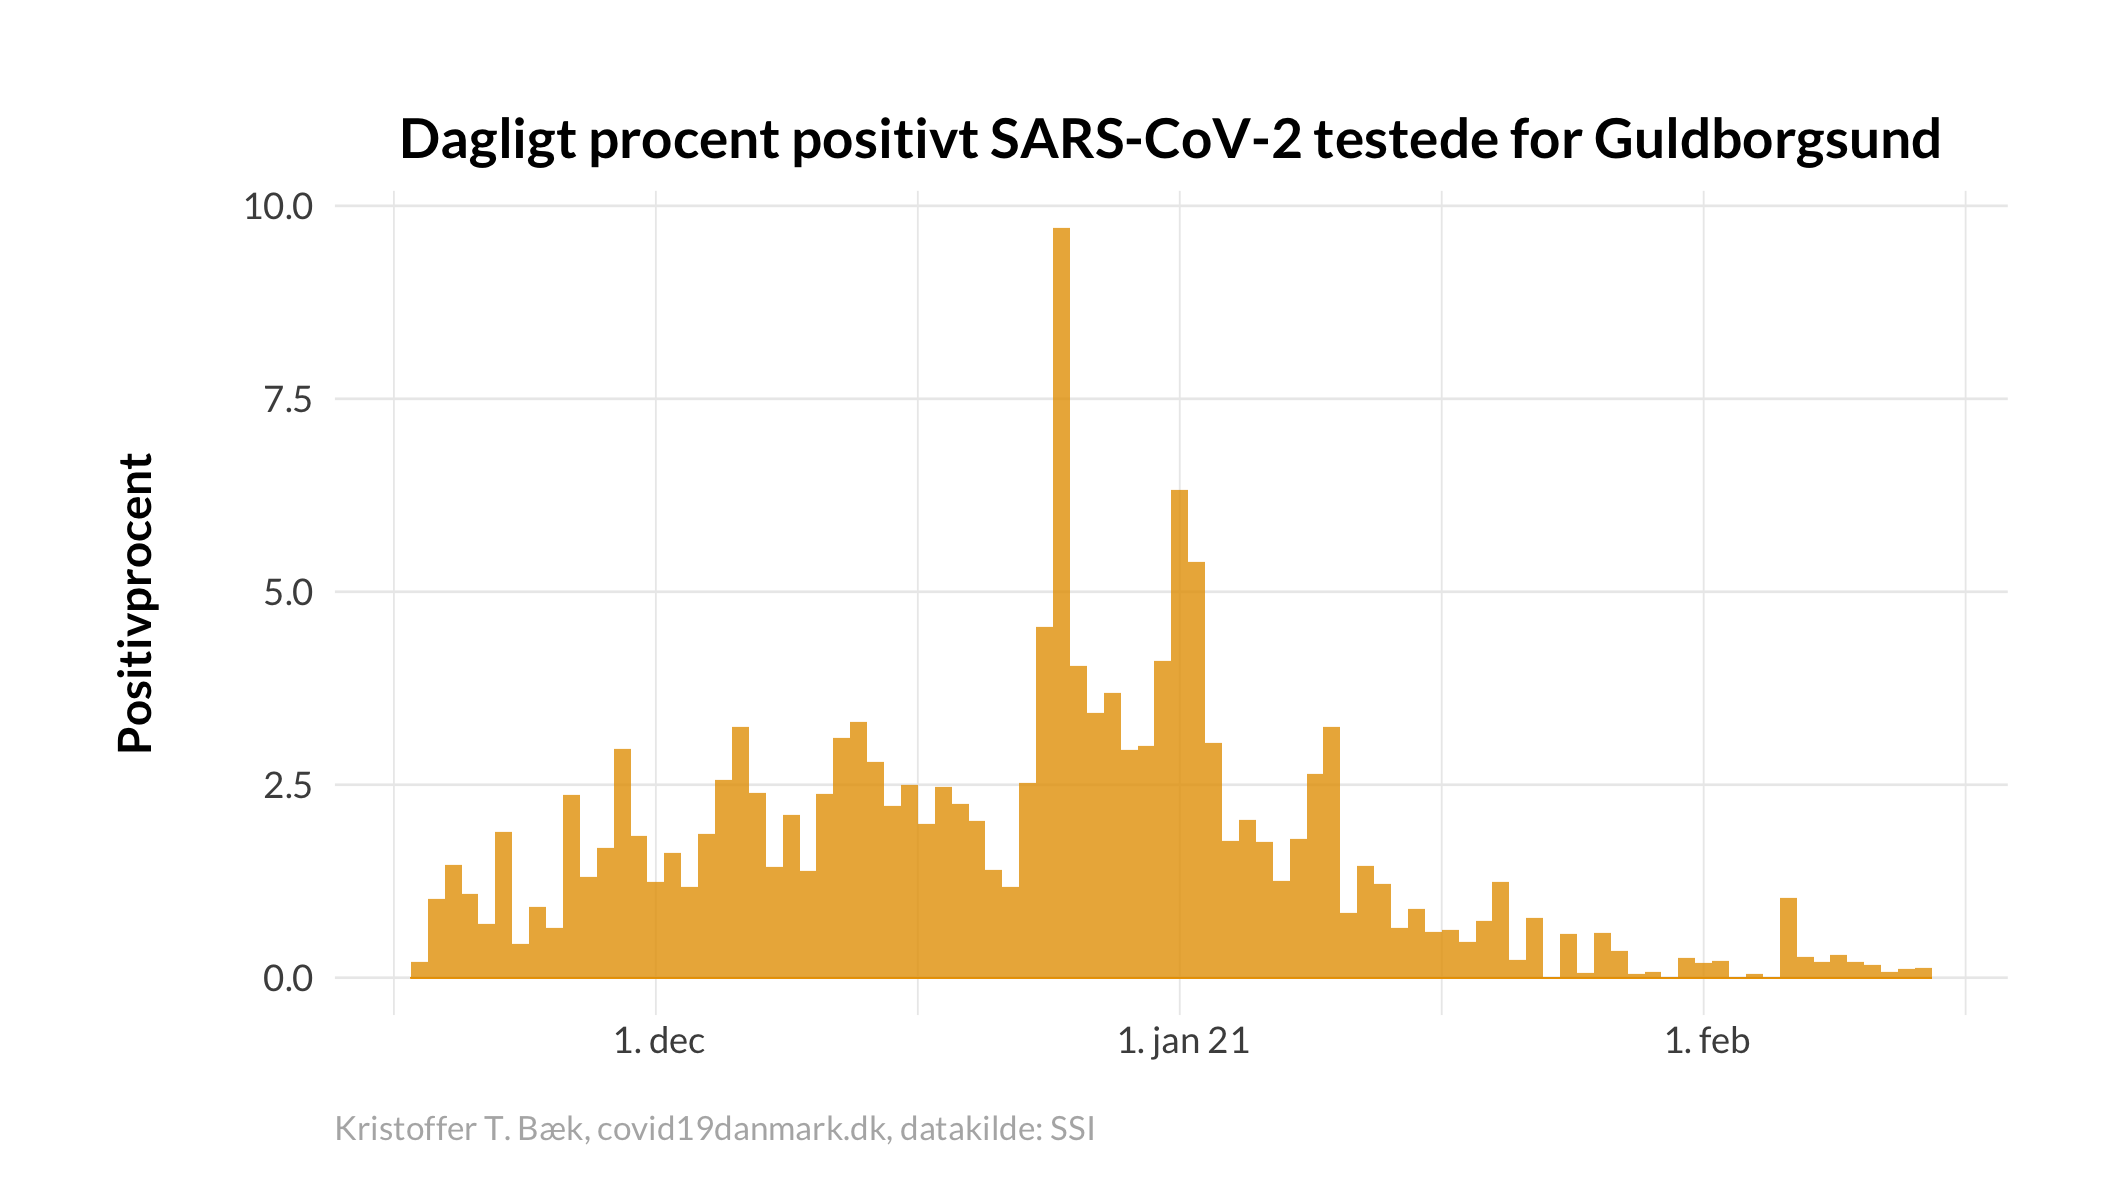 Dagligt procent positivt SARS-CoV-2 testede for Guldborgsund
Positivprocent
10.0
7.5
5.0
2.5
0.0
1. dec
1. jan 21
1. feb
Kristoffer T. Bæk, covid19danmark.dk, datakilde: SSI